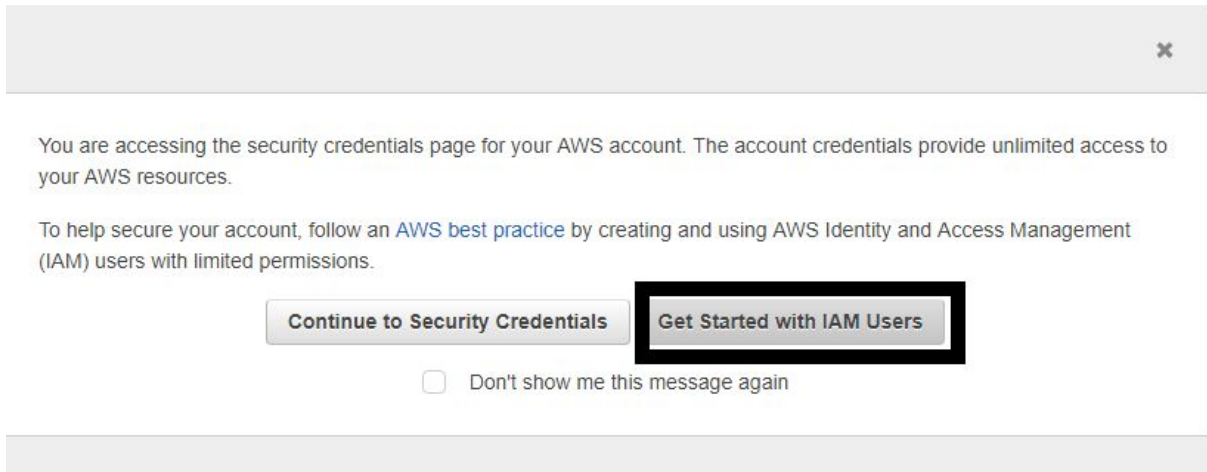 You are accessing the security credentials page for your AWS account. The account credentials provide unlimited access to
your AWS resources.
To help secure your account, follow an AWS best practice by creating and using AWS Identity and Access Management
(IAM) users with limited permissions.
Continue to Security Credentials Get Started with IAM Users
Don't show me this message again